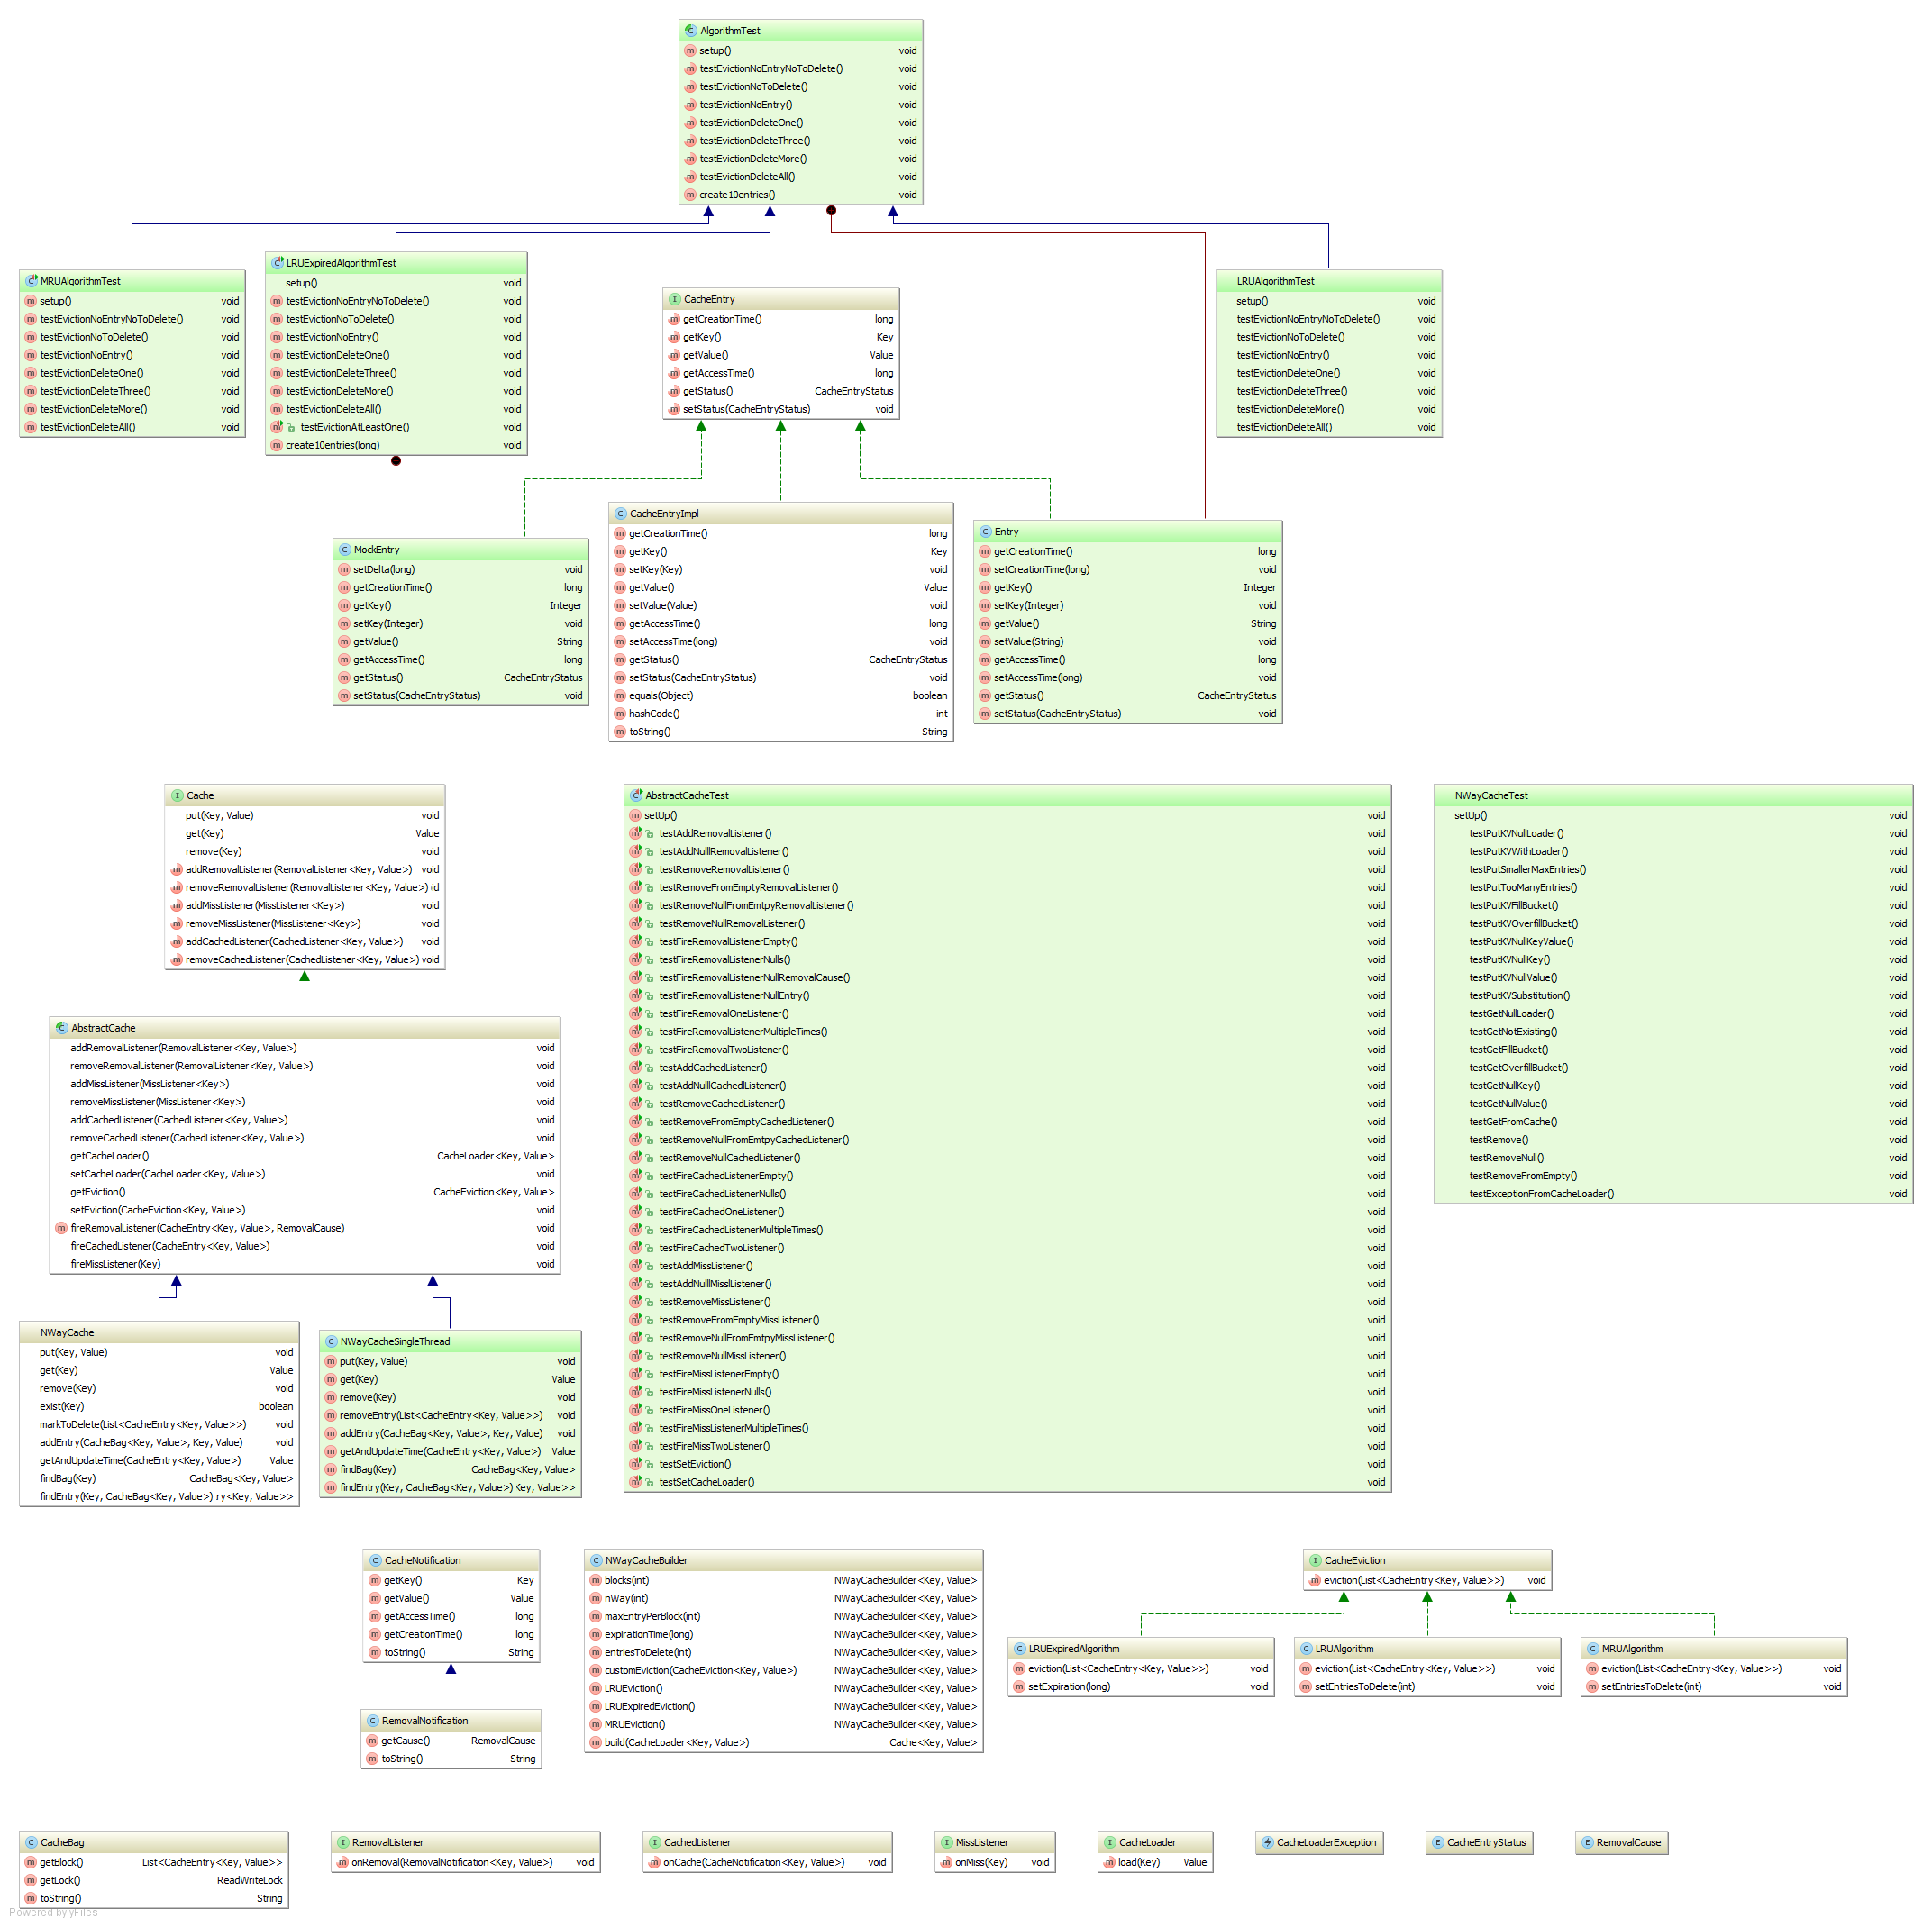 AlgorithmTest
setup() void
testEvictionNoEntryNoToDelete() void
testEvictionNoToDelete() void
testEvictionNoEntry() void
testEvictionDeleteOne() void
testEvictionDeleteThree() void
testEvictionDeleteMore() void
testEvictionDeleteAll() void
create10entries() void
MRUAlgorithmTest
setup() void
testEvictionNoEntryNoToDelete() void
testEvictionNoToDelete() void
testEvictionNoEntry() void
testEvictionDeleteOne() void
testEvictionDeleteThree() void
testEvictionDeleteMore() void
testEvictionDeleteAll() void
LRUExpiredAlgorithmTest
setup() void
testEvictionNoEntryNoToDelete() void
testEvictionNoToDelete() void
testEvictionNoEntry() void
testEvictionDeleteOne() void
testEvictionDeleteThree() void
testEvictionDeleteMore() void
testEvictionDeleteAll() void
testEvictionAtLeastOne() void
create10entries(long) void
CacheEntry
getCreationTime() long
getKey() Key
getValue() Value
getAccessTime() long
getStatus() CacheEntryStatus
setStatus(CacheEntryStatus) void
LRUAlgorithmTest
setup() void
testEvictionNoEntryNoToDelete() void
testEvictionNoToDelete() void
testEvictionNoEntry() void
testEvictionDeleteOne() void
testEvictionDeleteThree() void
testEvictionDeleteMore() void
testEvictionDeleteAll() void
MockEntry
setDelta(long) void
getCreationTime() long
getKey() Integer
setKey(Integer) void
getValue() String
getAccessTime() long
getStatus() CacheEntryStatus
setStatus(CacheEntryStatus) void
CacheEntryImpl
getCreationTime() long
getKey() Key
setKey(Key) void
getValue() Value
setValue(Value) void
getAccessTime() long
setAccessTime(long) void
getStatus() CacheEntryStatus
setStatus(CacheEntryStatus) void
equals(Object) boolean
hashCode() int
toString() String
Entry
getCreationTime() long
setCreationTime(long) void
getKey() Integer
setKey(Integer) void
getValue() String
setValue(String) void
getAccessTime() long
setAccessTime(long) void
getStatus() CacheEntryStatus
setStatus(CacheEntryStatus) void
Cache
put(Key, Value) void
get(Key) Value
remove(Key) void
addRemovalListener(RemovalListener<Key, Value>) void
removeRemovalListener(RemovalListener<Key, Value>) id
addMissListener(MissListener<Key>) void
removeMissListener(MissListener<Key>) void
addCachedListener(CachedListener<Key, Value>) void
removeCachedListener(CachedListener<Key, Value>) void
AbstractCache
addRemovalListener(RemovalListener<Key, Value>) void
removeRemovalListener(RemovalListener<Key, Value>) void
addMissListener(MissListener<Key>) void
removeMissListener(MissListener<Key>) void
addCachedListener(CachedListener<Key, Value>) void
removeCachedListener(CachedListener<Key, Value>) void
getCacheLoader() CacheLoader<Key, Value>
setCacheLoader(CacheLoader<Key, Value>) void
getEviction() CacheEviction<Key, Value>
setEviction(CacheEviction<Key, Value>) void
fireRemovalListener(CacheEntry<Key, Value>, RemovalCause) void
fireCachedListener(CacheEntry<Key, Value>) void
fireMissListener(Key) void
NWayCache
put(Key, Value) void
get(Key) Value
remove(Key) void
exist(Key) boolean
markToDelete(List<CacheEntry<Key, Value>>) void
addEntry(CacheBag<Key, Value>, Key, Value) void
getAndUpdateTime(CacheEntry<Key, Value>) Value
findBag(Key) CacheBag<Key, Value>
findEntry(Key, CacheBag<Key, Value>) ry<Key, Value>>
NWayCacheSingleThread
put(Key, Value) void
get(Key) Value
remove(Key) void
removeEntry(List<CacheEntry<Key, Value>>) void
addEntry(CacheBag<Key, Value>, Key, Value) void
getAndUpdateTime(CacheEntry<Key, Value>) Value
findBag(Key) CacheBag<Key, Value>
findEntry(Key, CacheBag<Key, Value>) <ey, Value>>
AbstractCacheTest
setUp() void
testAddRemovalListener() void
testAddNulllRemovalListener() void
testRemoveRemovalListener() void
testRemoveFromEmptyRemovalListener() void
testRemoveNullFromEmtpyRemovalListener() void
testRemoveNullRemovalListener() void
testFireRemovalListenerEmpty() void
testFireRemovalListenerNulls() void
testFireRemovalListenerNullRemovalCause() void
testFireRemovalListenerNullEntry() void
testFireRemovalOneListener() void
testFireRemovalListenerMultipleTimes() void
testFireRemovalTwoListener() void
testAddCachedListener() void
testAddNulllCachedlListener() void
testRemoveCachedListener() void
testRemoveFromEmptyCachedListener() void
testRemoveNullFromEmtpyCachedListener() void
testRemoveNullCachedListener() void
testFireCachedListenerEmpty() void
testFireCachedListenerNulls() void
testFireCachedOneListener() void
testFireCachedListenerMultipleTimes() void
testFireCachedTwoListener() void
testAddMissListener() void
testAddNulllMisslListener() void
testRemoveMissListener() void
testRemoveFromEmptyMissListener() void
testRemoveNullFromEmtpyMissListener() void
testRemoveNullMissListener() void
testFireMissListenerEmpty() void
testFireMissListenerNulls() void
testFireMissOneListener() void
testFireMissListenerMultipleTimes() void
testFireMissTwoListener() void
testSetEviction() void
testSetCacheLoader() void
NWayCacheTest
setUp() void
testPutKVNullLoader() void
testPutKVWithLoader() void
testPutSmallerMaxEntries() void
testPutTooManyEntries() void
testPutKVFillBucket() void
testPutKVOverfillBucket() void
testPutKVNullKeyValue() void
testPutKVNullKey() void
testPutKVNullValue() void
testPutKVSubstitution() void
testGetNullLoader() void
testGetNotExisting() void
testGetFillBucket() void
testGetOverfillBucket() void
testGetNullKey() void
testGetNullValue() void
testGetFromCache() void
testRemove() void
testRemoveNull() void
testRemoveFromEmpty() void
testExceptionFromCacheLoader() void
CacheNotification
getKey() Key
getValue() Value
getAccessTime() long
getCreationTime() long
toString() String
RemovalNotification
getCause() RemovalCause
toString() String
NWayCacheBuilder
blocks(int) NWayCacheBuilder<Key, Value>
nWay(int) NWayCacheBuilder<Key, Value>
maxEntryPerBlock(int) NWayCacheBuilder<Key, Value>
expirationTime(long) NWayCacheBuilder<Key, Value>
entriesToDelete(int) NWayCacheBuilder<Key, Value>
customEviction(CacheEviction<Key, Value>) NWayCacheBuilder<Key, Value>
LRUEviction() NWayCacheBuilder<Key, Value>
LRUExpiredEviction() NWayCacheBuilder<Key, Value>
MRUEviction() NWayCacheBuilder<Key, Value>
build(CacheLoader<Key, Value>) Cache<Key, Value>
CacheEviction
eviction(List<CacheEntry<Key, Value>>) void
LRUExpiredAlgorithm
eviction(List<CacheEntry<Key, Value>>) void
setExpiration(long) void
LRUAlgorithm
eviction(List<CacheEntry<Key, Value>>) void
setEntriesToDelete(int) void
MRUAlgorithm
eviction(List<CacheEntry<Key, Value>>) void
setEntriesToDelete(int) void
CacheBag
getBlock() List<CacheEntry<Key, Value>>
getLock() ReadWriteLock
toString() String
RemovalListener
onRemoval(RemovalNotification<Key, Value>) void
CachedListener
onCache(CacheNotification<Key, Value>) void
MissListener
onMiss(Key) void
CacheLoader
load(Key) Value
CacheLoaderException
CacheEntryStatus
RemovalCause
Powered by yFiles